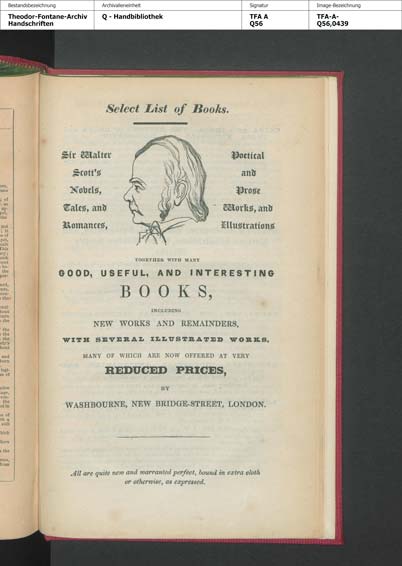 Bestandsbezeichnung
Archivalieneinheit
Signatur
Image-Bezeichnung
Theodor-Fontane-Archiv
Handschriften
Q - Handbibliothek
TFA A
Q56
TFA-A-
Q56,0439
Select List of Books.
Sir Walter
Scott's
Novels,
Tales, and
Romances,
Poetical
and
Prose
Works, and
Illustrations
TOGETHER WITH MANY
GOOD, USEFUL, AND INTERESTING
BOOKS,
INCLUDING
NEW WORKS AND REMAINDERS,
WITH SEVERAL ILLUSTRATED WORKS,
MANY OF WHICH ARE NOW OFFERED AT VERY
REDUCED PRICES,
BY
WASHBOURNE, NEW BRIDGE-STREET, LONDON.
All are quite new and warranted perfect, bound in extra cloth
or otherwise, as expressed.